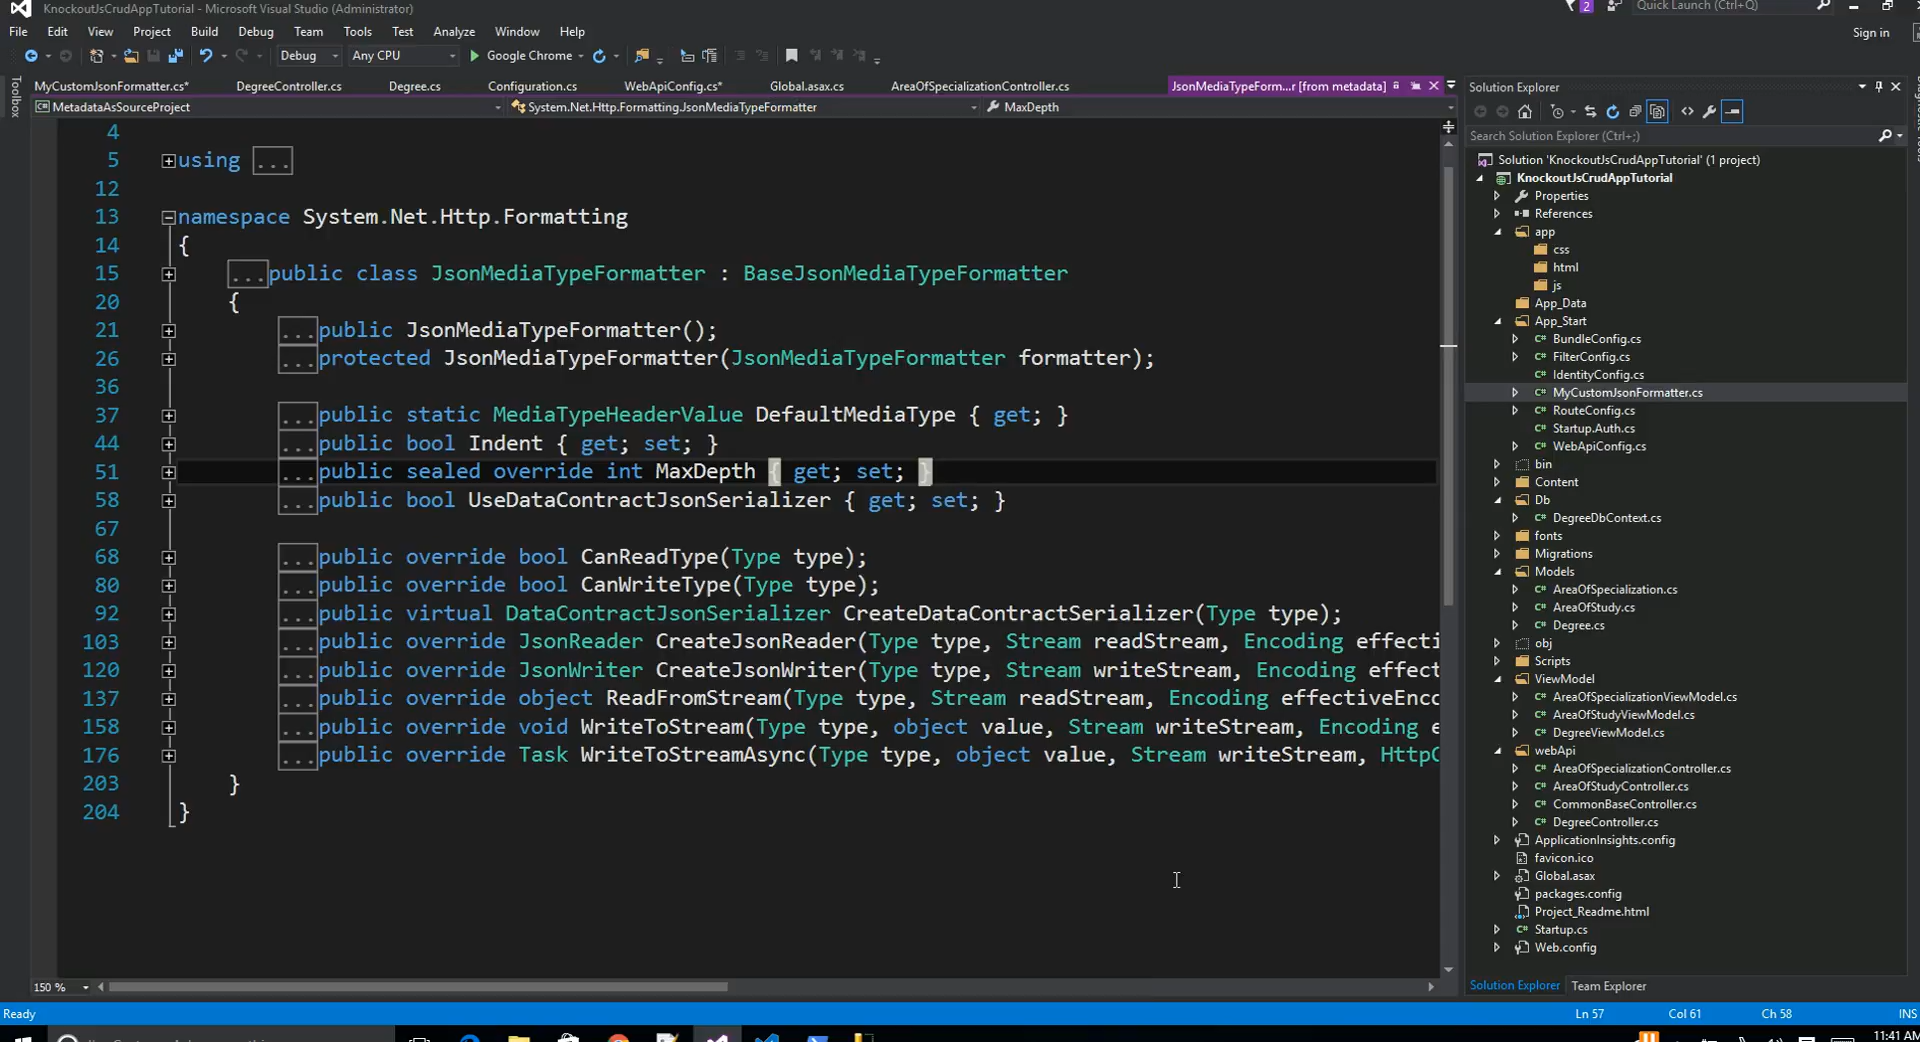 KnockoutJsCrudAppTutorial - Microsoft Visual Studio (Administrator)
2
Quick Launch (Ctrl+Q)
File Edit View Project Build Debug Team Tools Test Analyze Window Help
Sign in
Debug Any CPU Google Chrome
Toolbox
MyCustomJsonFormatter.cs* DegreeController.cs Degree.cs Configuration.cs WebApiConfig.cs* Global.asax.cs AreaOfSpecializationController.cs JsonMediaTypeForm...r [from metadata]
MetadataAsSourceProject System.Net.Http.Formatting.JsonMediaTypeFormatter MaxDepth
4
5 using ...
12
13 namespace System.Net.Http.Formatting
14 {
15 ...public class JsonMediaTypeFormatter : BaseJsonMediaTypeFormatter
20 {
21 ...public JsonMediaTypeFormatter();
26 ...protected JsonMediaTypeFormatter(JsonMediaTypeFormatter formatter);
36
37 ...public static MediaTypeHeaderValue DefaultMediaType { get; }
44 ...public bool Indent { get; set; }
51 ...public sealed override int MaxDepth { get; set; }
58 ...public bool UseDataContractJsonSerializer { get; set; }
67
68 ...public override bool CanReadType(Type type);
80 ...public override bool CanWriteType(Type type);
92 ...public virtual DataContractJsonSerializer CreateDataContractSerializer(Type type);
103 ...public override JsonReader CreateJsonReader(Type type, Stream readStream, Encoding effecti
120 ...public override JsonWriter CreateJsonWriter(Type type, Stream writeStream, Encoding effect
137 ...public override object ReadFromStream(Type type, Stream readStream, Encoding effectiveEnc
158 ...public override void WriteToStream(Type type, object value, Stream writeStream, Encoding e
176 ...public override Task WriteToStreamAsync(Type type, object value, Stream writeStream, HttpC
203 }
204 }
150 %
Solution Explorer
Search Solution Explorer (Ctrl+;)
Solution 'KnockoutJsCrudAppTutorial' (1 project)
KnockoutJsCrudAppTutorial
Properties
References
app
css
html
js
App_Data
App_Start
C# BundleConfig.cs
C# FilterConfig.cs
C# IdentityConfig.cs
C# MyCustomJsonFormatter.cs
C# RouteConfig.cs
C# Startup.Auth.cs
C# WebApiConfig.cs
bin
Content
Db
C# DegreeDbContext.cs
fonts
Migrations
Models
C# AreaOfSpecialization.cs
C# AreaOfStudy.cs
C# Degree.cs
obj
Scripts
ViewModel
C# AreaOfSpecializationViewModel.cs
C# AreaOfStudyViewModel.cs
C# DegreeViewModel.cs
webApi
C# AreaOfSpecializationController.cs
C# AreaOfStudyController.cs
C# CommonBaseController.cs
C# DegreeController.cs
ApplicationInsights.config
favicon.ico
Global.asax
packages.config
Project_Readme.html
C# Startup.cs
Web.config
Solution Explorer Team Explorer
Ready Ln 57 Col 61 Ch 58 INS
11:41 AM